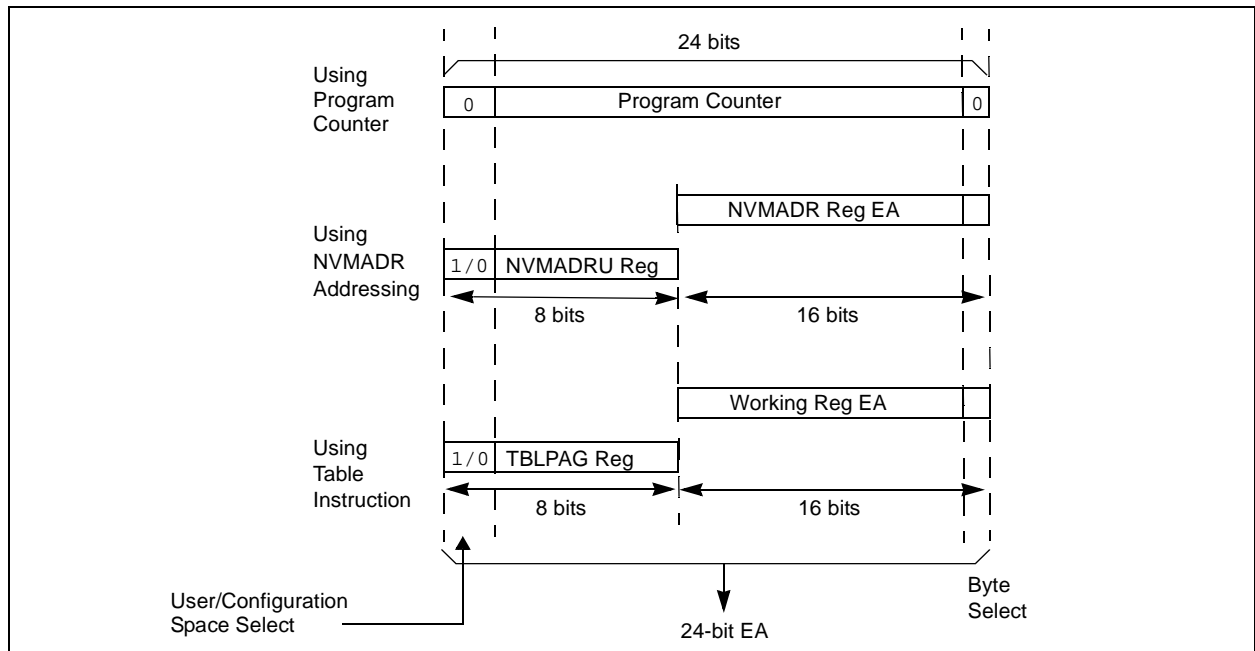 24 bits
Using
Program
Counter
0
Program Counter
0
NVMADR Reg EA
Using
NVMADR
Addressing
1/0
NVMADRU Reg
8 bits
16 bits
Working Reg EA
Using
Table
Instruction
1/0
TBLPAG Reg
8 bits
16 bits
User/Configuration
Space Select
24-bit EA
Byte
Select